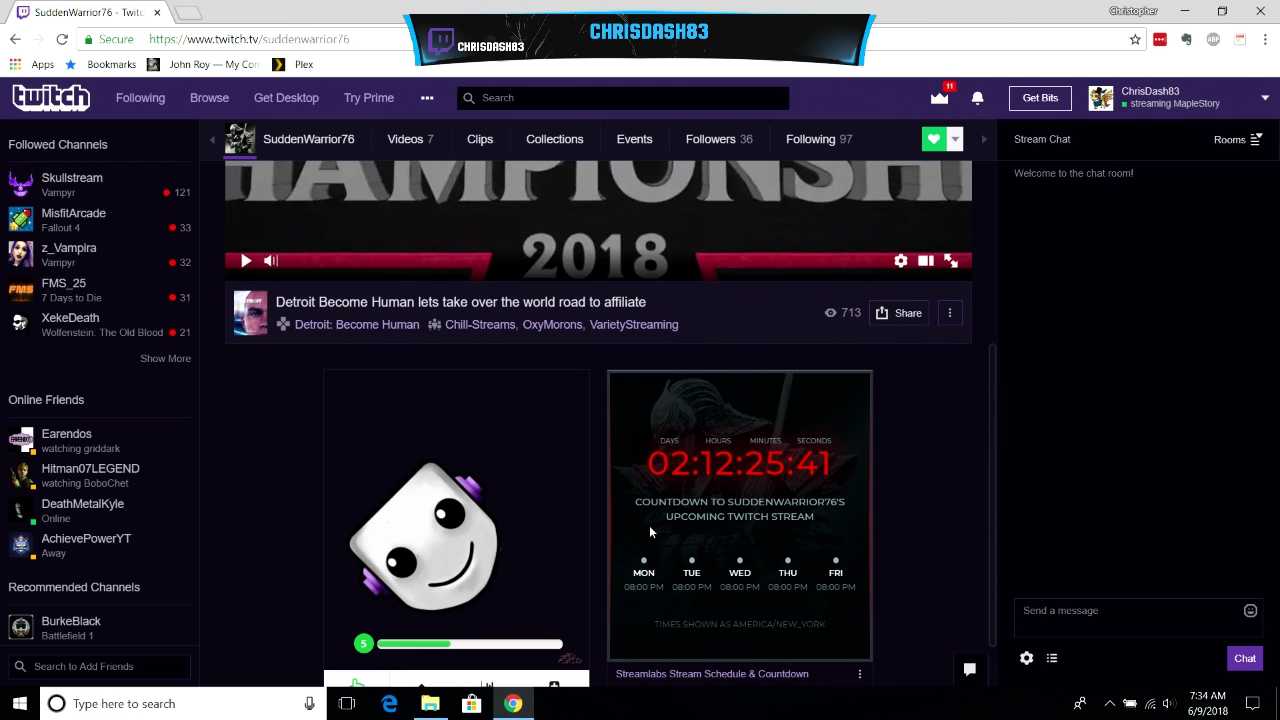 SuddenWarrior76 - Twitc
Christopher
Secure
https://www.twitch.tv/suddenwarrior76
CHRISDASH83
CHRISDASH83
ABP
Apps
Bookmarks
John Roy — My Con
Plex
twitch
Following
Browse
Get Desktop
Try Prime
Search
11
Get Bits
ChrisDash83
streaming MapleStory
Followed Channels
Skullstream
Vampyr
121
MisfitArcade
Fallout 4
33
z_Vampira
Vampyr
32
FMS_25
7 Days to Die
31
XekeDeath
Wolfenstein: The Old Blood
21
Show More
Online Friends
Earendos
watching griddark
Hitman07LEGEND
watching BoboChet
DeathMetalKyle
Online
AchievePowerYT
Away
Recommended Channels
BurkeBlack
Battlefield 1
Search to Add Friends
SuddenWarrior76
Videos 7
Clips
Collections
Events
Followers 36
Following 97
HAMPIONSH
2018
Detroit Become Human lets take over the world road to affiliate
Detroit: Become Human
Chill-Streams, OxyMorons, VarietyStreaming
713
Share
5
DAYS HOURS MINUTES SECONDS
02:12:25:41
COUNTDOWN TO SUDDENWARRIOR76'S
UPCOMING TWITCH STREAM
MON TUE WED THU FRI
08:00 PM 08:00 PM 08:00 PM 08:00 PM 08:00 PM
TIMES SHOWN AS AMERICA/NEW_YORK
Streamlabs Stream Schedule & Countdown
Stream Chat
Rooms
Welcome to the chat room!
Send a message
Chat
Type here to search
7:34 AM
6/9/2018